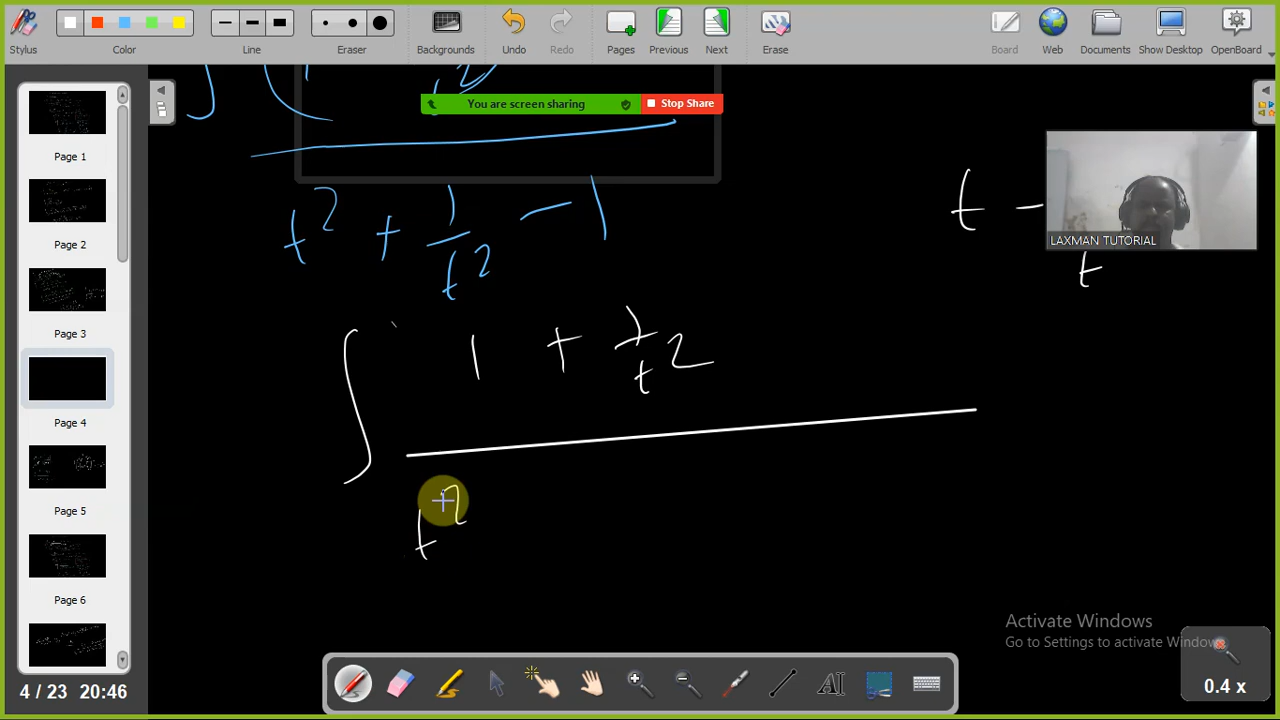 Stylus Color Line Eraser Backgrounds Undo Redo Pages Previous Next Erase Board Web Documents Show Desktop OpenBoard
You are screen sharing Stop Share
t² + 1/t² - 1
t -
t
LAXMAN TUTORIAL
∫ 1 + 1/t²
t²
Page 1
Page 2
Page 3
Page 4
Page 5
Page 6
Activate Windows
Go to Settings to activate Windows
0.4 x
4 / 23 20:46